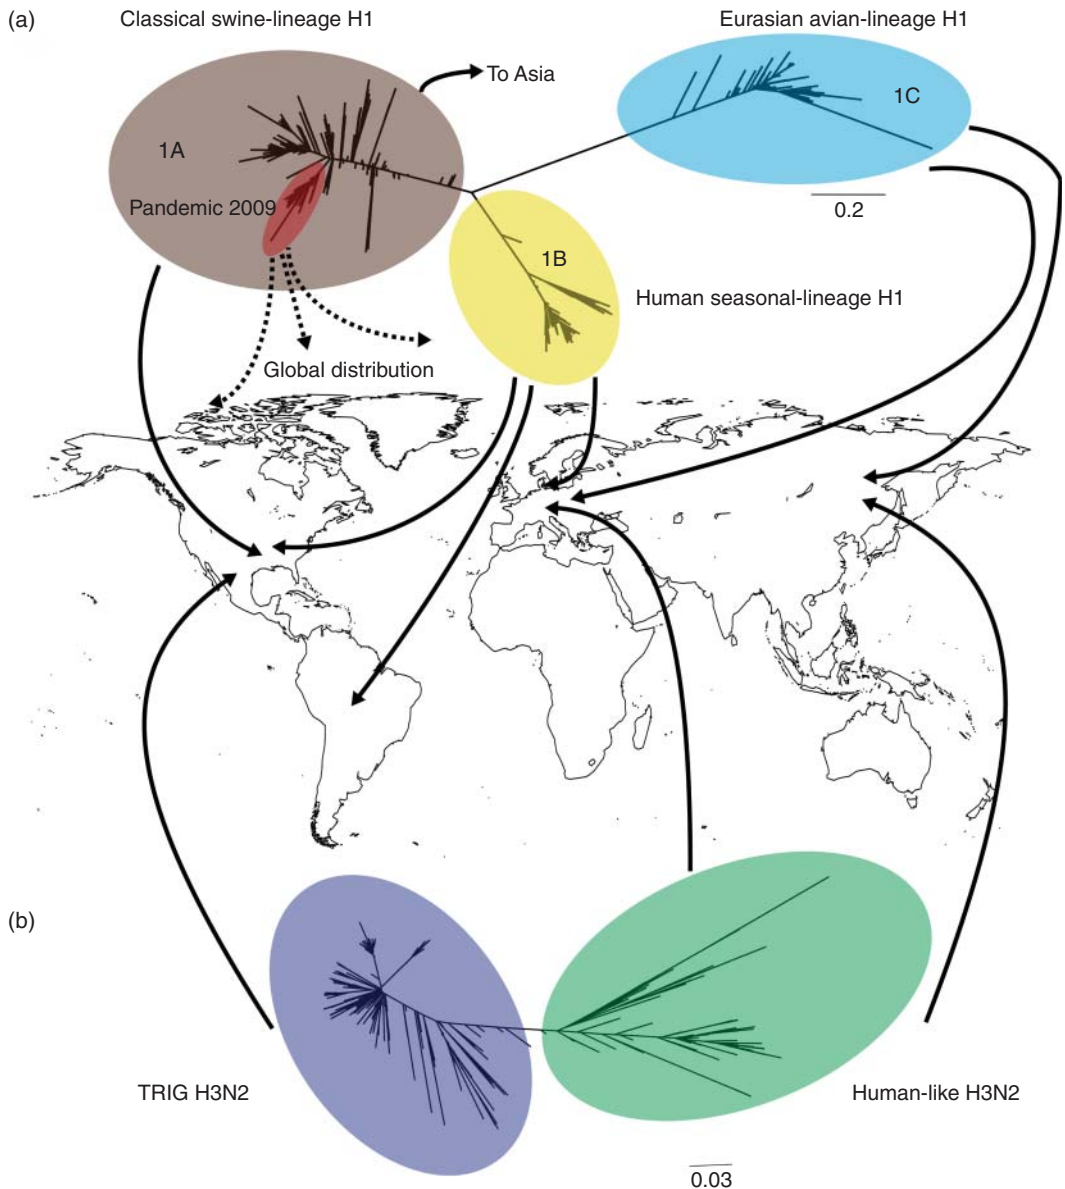 (a)
Classical swine-lineage H1
Eurasian avian-lineage H1
To Asia
1C
1A
Pandemic 2009
0.2
1B
Human seasonal-lineage H1
Global distribution
(b)
TRIG H3N2
Human-like H3N2
0.03